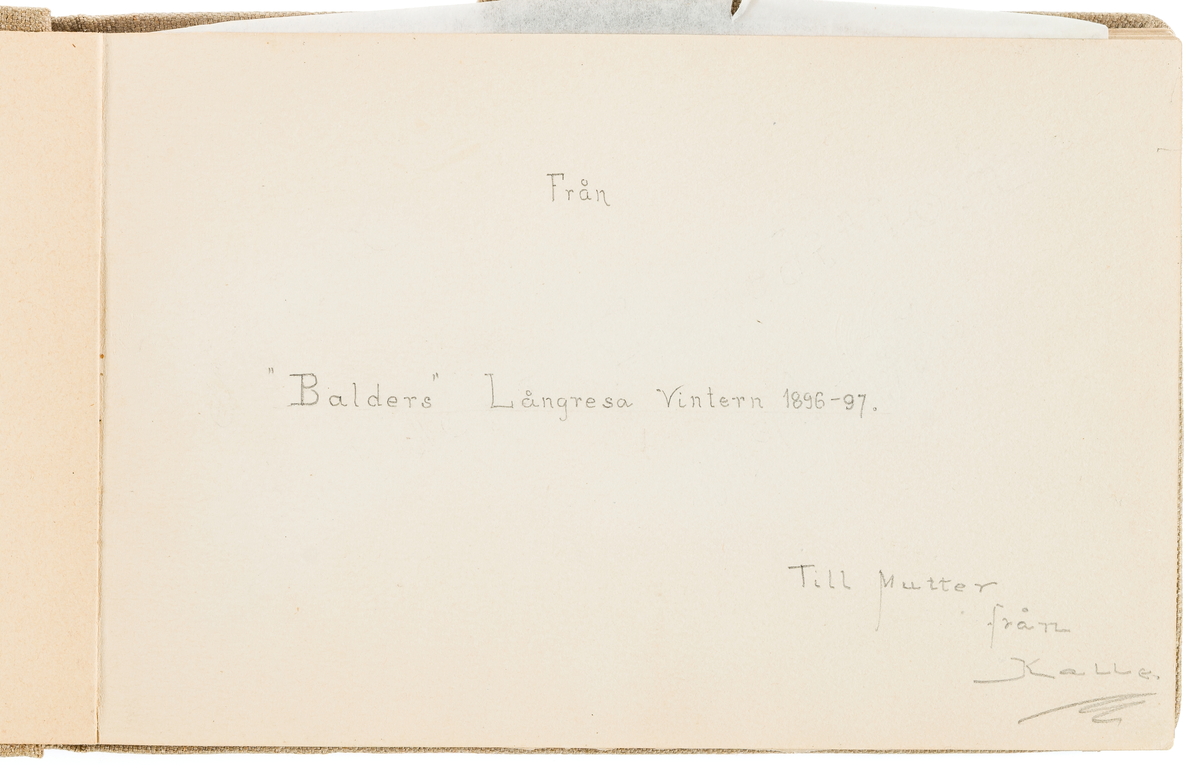 Från
"Balders" Långresa Vintern 1896-97.
Till Mutter
från
Kalle.